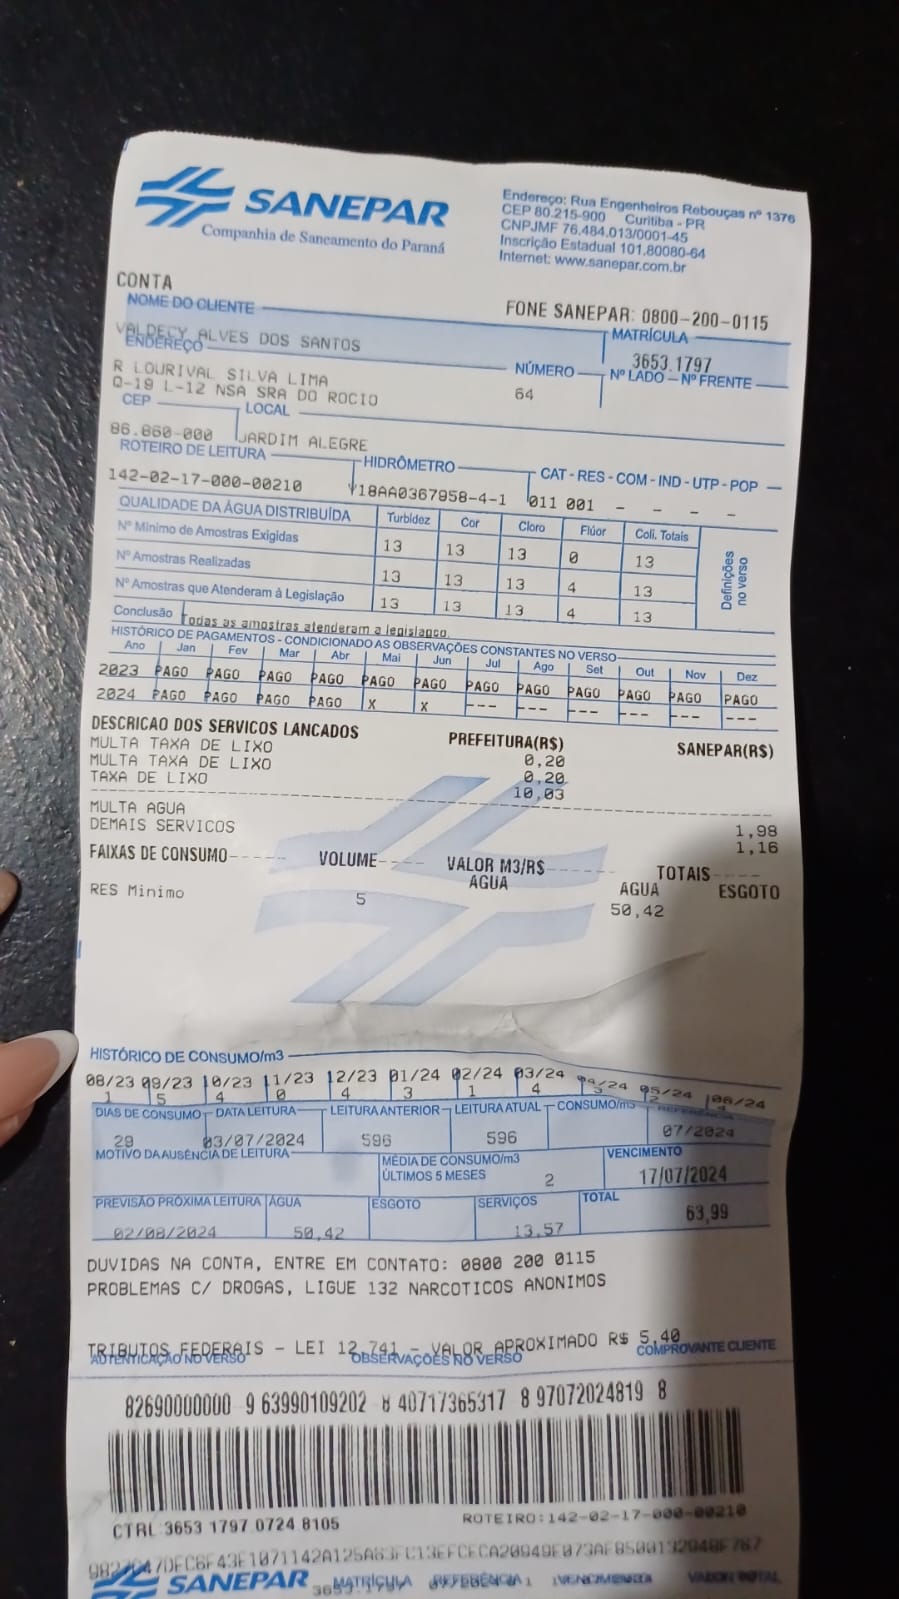 SANEPAR
Companhia de Saneamento do Paraná
Endereço: Rua Engenheiros Rebouças nº 1376
CEP 80.215-900 Curitiba - PR
CNPJMF 76.484.013/0001-45
Inscrição Estadual 101.80080-64
Internet: www.sanepar.com.br
CONTA
FONE SANEPAR: 0800-200-0115
NOME DO CLIENTE
MATRÍCULA
VALDECY ALVES DOS SANTOS
3653.1797
ENDEREÇO
NÚMERO
Nº LADO - Nº FRENTE
R LOURIVAL SILVA LIMA
64
Q-19 L-12 NSA SRA DO ROCIO
CEP LOCAL
86.860-000 JARDIM ALEGRE
ROTEIRO DE LEITURA HIDRÔMETRO CAT - RES - COM - IND - UTP - POP
142-02-17-000-00210 Y18AA0367958-4-1 011 001 - - - -
QUALIDADE DA ÁGUA DISTRIBUÍDA Turbidez Cor Cloro Flúor Coli. Totais
Nº Mínimo de Amostras Exigidas 13 13 13 0 13
Nº Amostras Realizadas 13 13 13 4 13
Nº Amostras que Atenderam à Legislação 13 13 13 4 13
Definições no verso
Conclusão Todas as amostras atenderam a legislacao.
HISTÓRICO DE PAGAMENTOS - CONDICIONADO AS OBSERVAÇÕES CONSTANTES NO VERSO
Ano Jan Fev Mar Abr Mai Jun Jul Ago Set Out Nov Dez
2023 PAGO PAGO PAGO PAGO PAGO PAGO PAGO PAGO PAGO PAGO PAGO PAGO
2024 PAGO PAGO PAGO PAGO X X --- --- --- --- --- ---
DESCRICAO DOS SERVICOS LANCADOS PREFEITURA(R$) SANEPAR(R$)
MULTA TAXA DE LIXO 0,20
MULTA TAXA DE LIXO 0,20
TAXA DE LIXO 10,03
MULTA AGUA 1,98
DEMAIS SERVICOS 1,16
FAIXAS DE CONSUMO VOLUME VALOR M3/R$ TOTAIS
AGUA AGUA ESGOTO
RES Minimo 5 50,42
HISTÓRICO DE CONSUMO/m3
08/23 09/23 10/23 11/23 12/23 01/24 02/24 03/24 04/24 05/24 06/24
1 5 4 0 4 3 1 4 3 2 4
DIAS DE CONSUMO DATA LEITURA LEITURA ANTERIOR LEITURA ATUAL CONSUMO/m3 REFERÊNCIA
29 03/07/2024 596 596 07/2024
MOTIVO DA AUSÊNCIA DE LEITURA
MÉDIA DE CONSUMO/m3
ÚLTIMOS 5 MESES 2
VENCIMENTO
17/07/2024
PREVISÃO PRÓXIMA LEITURA ÁGUA ESGOTO SERVIÇOS TOTAL
02/08/2024 50,42 13,57 63,99
DUVIDAS NA CONTA, ENTRE EM CONTATO: 0800 200 0115
PROBLEMAS C/ DROGAS, LIGUE 132 NARCOTICOS ANONIMOS
TRIBUTOS FEDERAIS - LEI 12.741 - VALOR APROXIMADO R$ 5,40
AUTENTICAÇÃO NO VERSO OBSERVAÇÕES NO VERSO COMPROVANTE CLIENTE
82690000000 9 63990109202 8 40717365317 8 97072024819 8
CTRL 3653 1797 0724 8105
ROTEIRO:142-02-17-000-00210
SANEPAR
MATRÍCULA REFERÊNCIA VENCIMENTO VALOR TOTAL